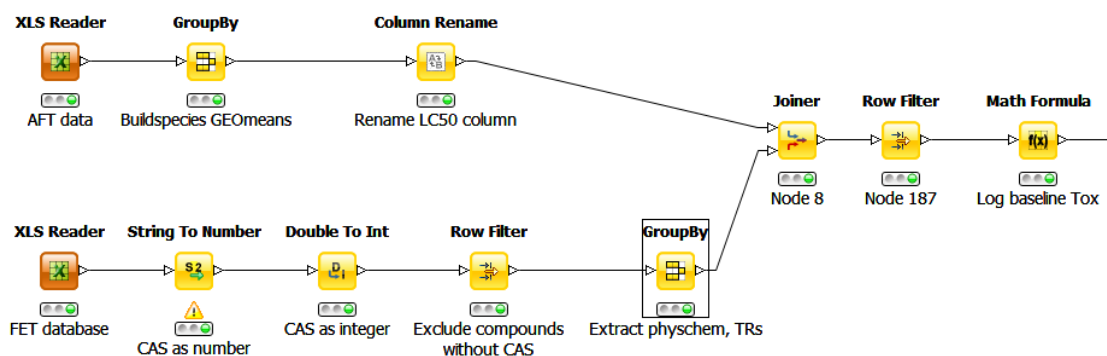 XLS Reader
GroupBy
Column Rename
AFT data
Buildspecies GEOmeans
Rename LC50 column
Joiner
Row Filter
Math Formula
f(x)
Node 8
Node 187
Log baseline Tox
XLS Reader
String To Number
Double To Int
Row Filter
GroupBy
S2
D
i
FET database
CAS as number
CAS as integer
Exclude compounds
without CAS
Extract physchem, TRs